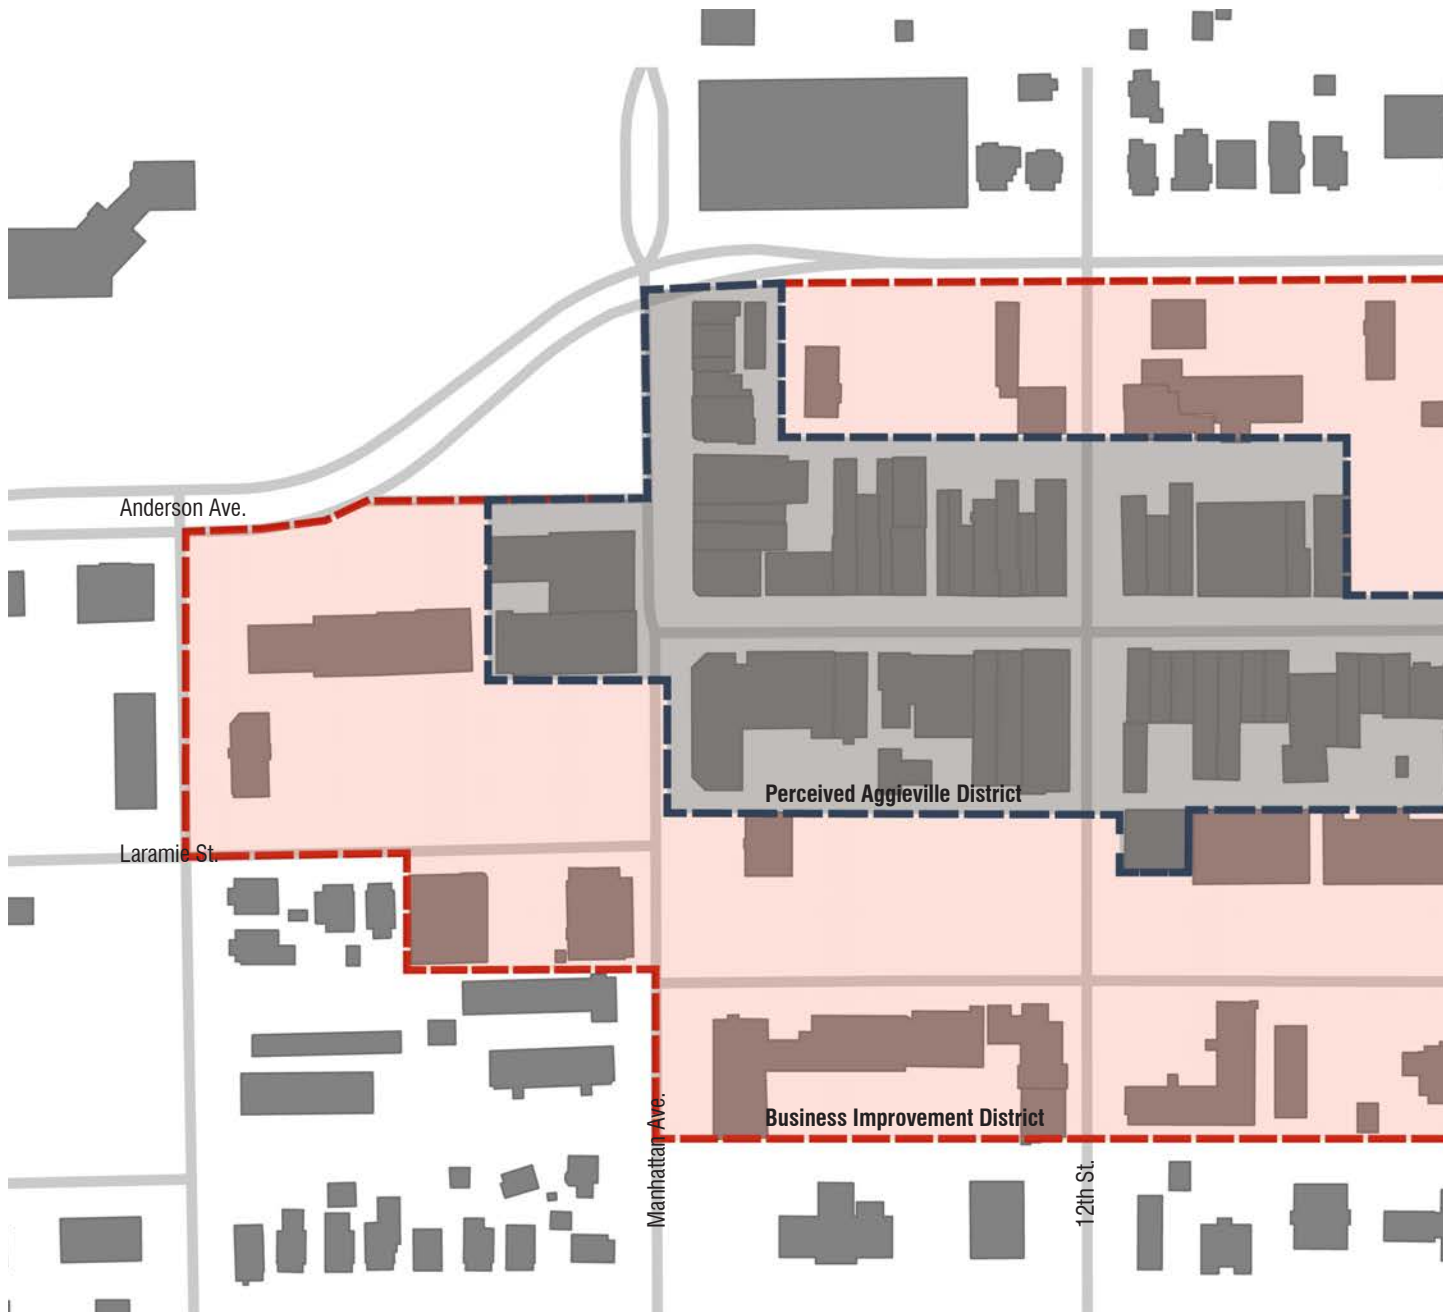 Anderson Ave.
Perceived Aggieville District
Laramie St.
Business Improvement District
Manhattan Ave.
12th St.